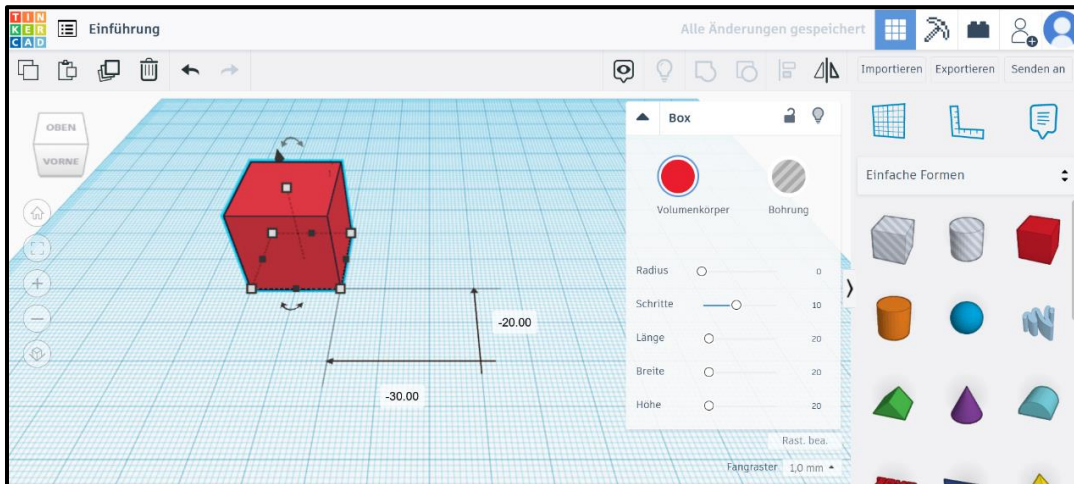 TIN
KER
CAD
Einführung
Alle Änderungen gespeicher
Importieren
Exportieren
Senden an
OBEN
VORNE
Box
Volumenkörper
Bohrung
Einfache Formen
Radius 0
Schritte 10
Länge 20
Breite 20
Höhe 20
-20.00
-30.00
Rast. bea.
Fangraster 1,0 mm